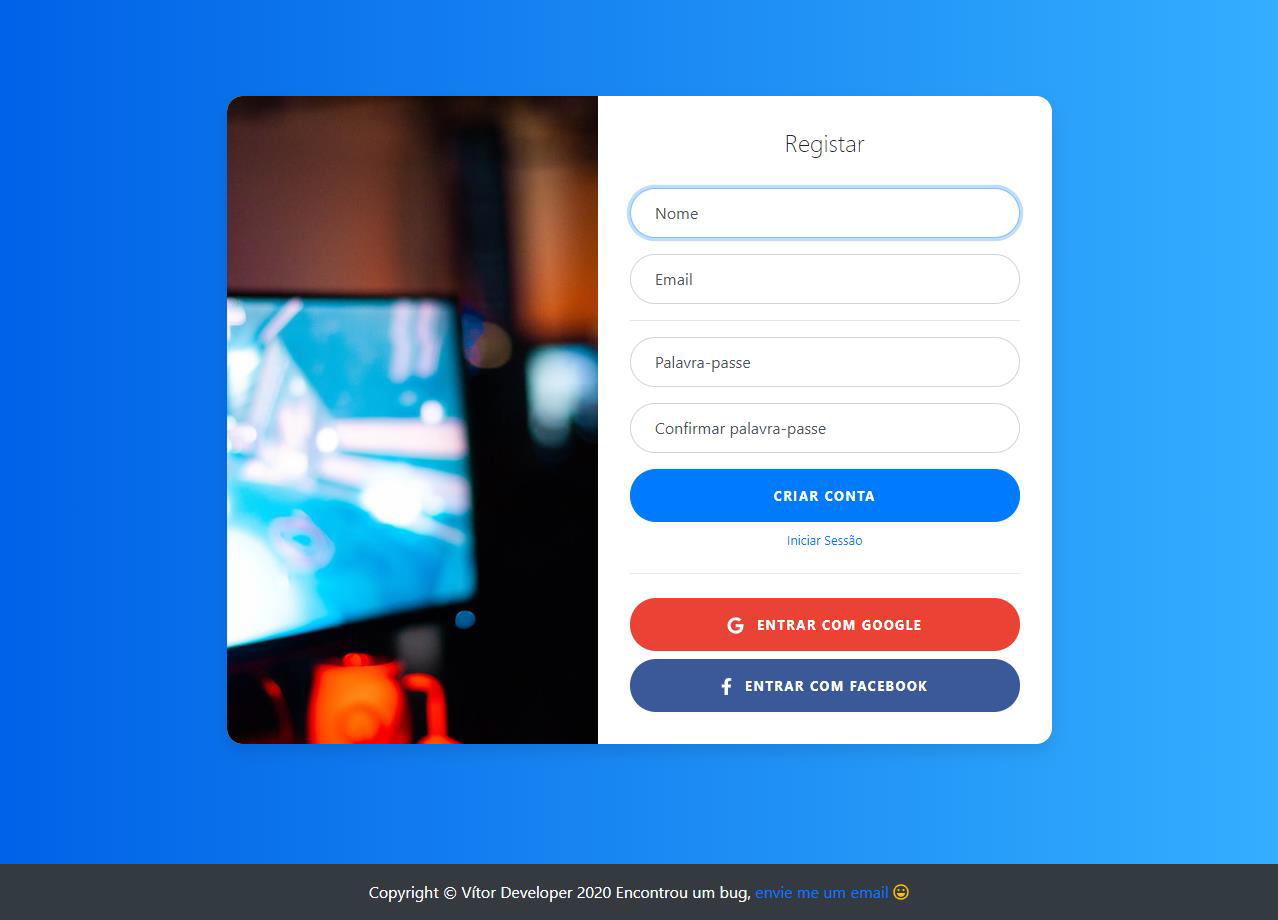 Registar
Nome
Email
Palavra-passe
Confirmar palavra-passe
CRIAR CONTA
Iniciar Sessão
ENTRAR COM GOOGLE
ENTRAR COM FACEBOOK
Copyright © Vítor Developer 2020 Encontrou um bug, envie me um email